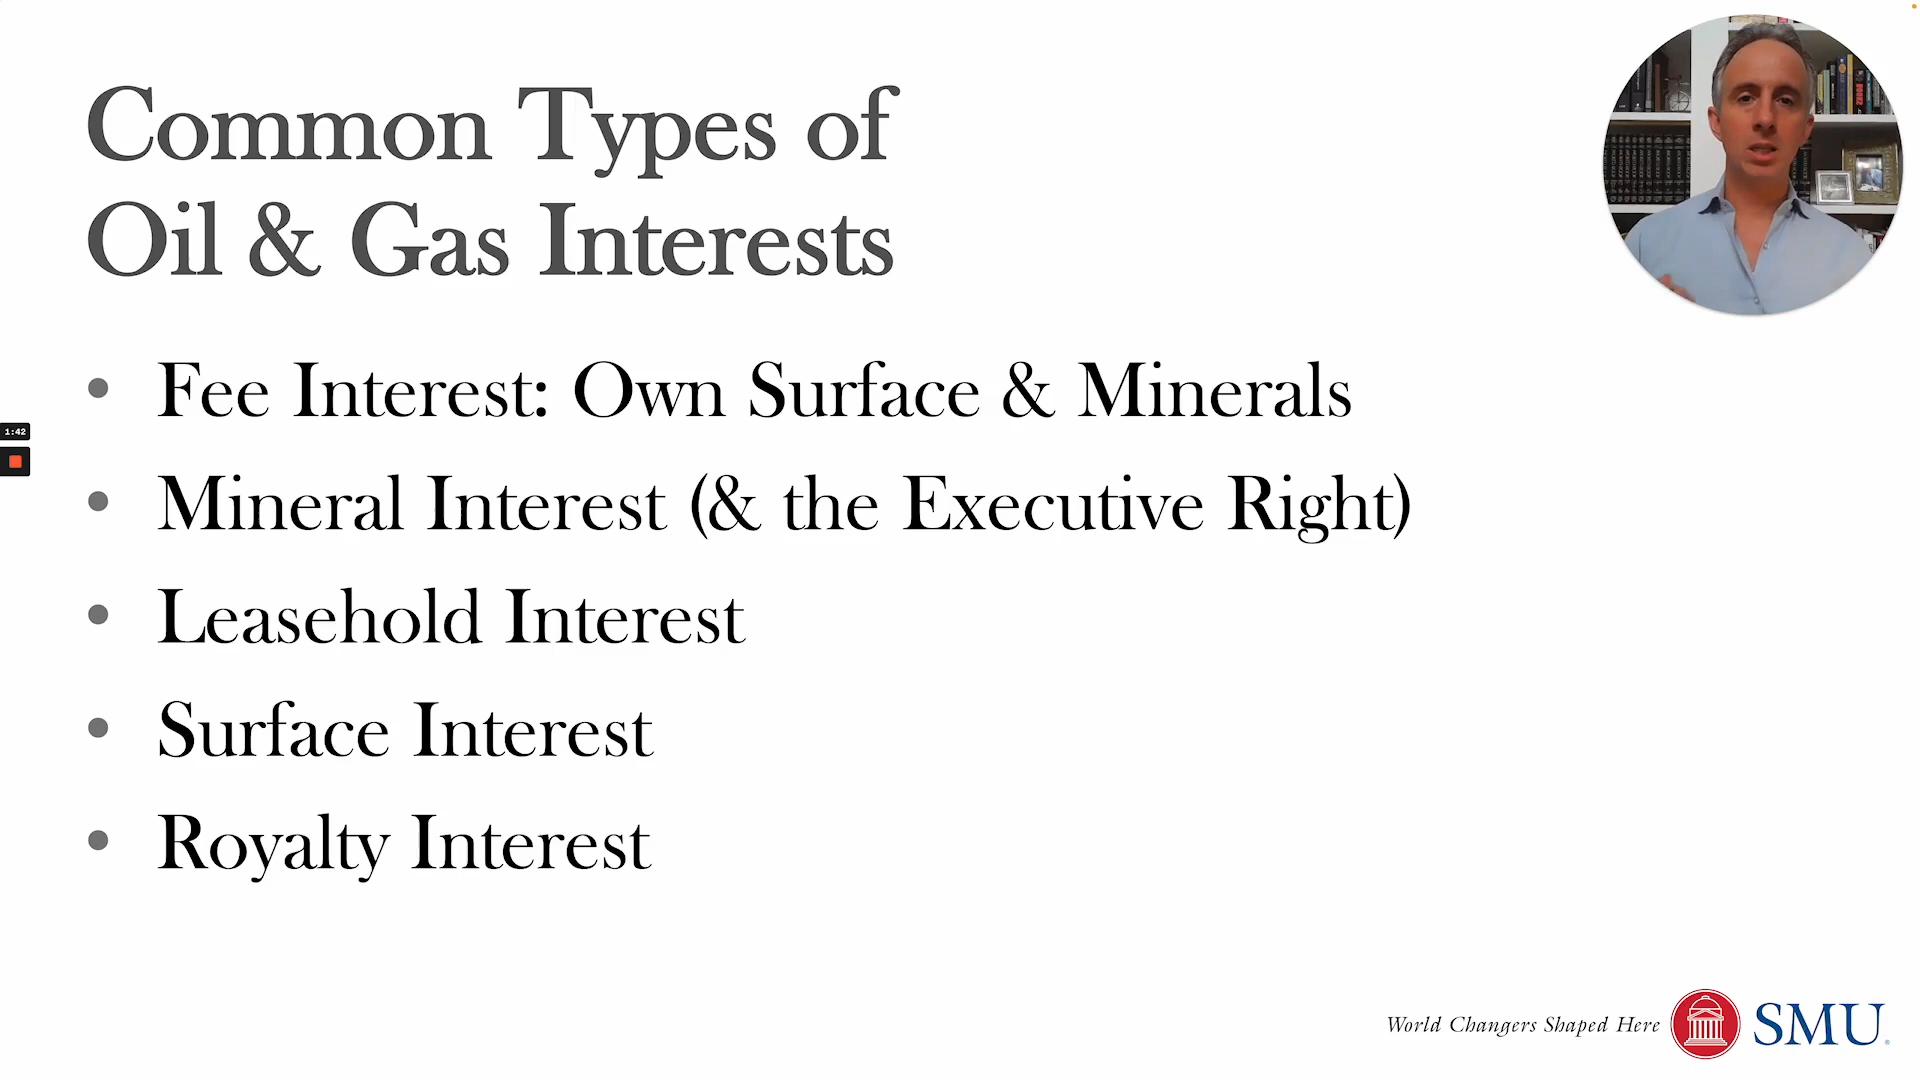 Common Types of
Oil & Gas Interests
• Fee Interest: Own Surface & Minerals
• Mineral Interest (& the Executive Right)
• Leasehold Interest
• Surface Interest
• Royalty Interest
1:42
World Changers Shaped Here
SMU